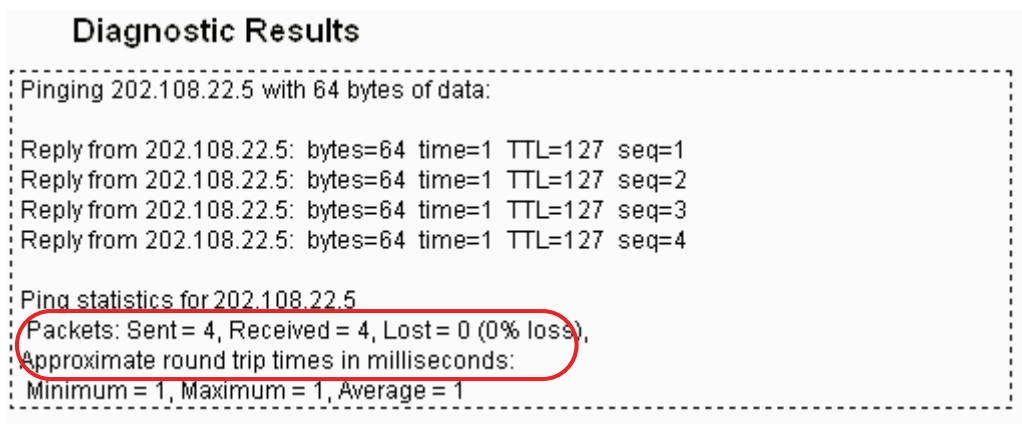 Diagnostic Results
Pinging 202.108.22.5 with 64 bytes of data:
Reply from 202.108.22.5: bytes=64 time=1 TTL=127 seq=1
Reply from 202.108.22.5: bytes=64 time=1 TTL=127 seq=2
Reply from 202.108.22.5: bytes=64 time=1 TTL=127 seq=3
Reply from 202.108.22.5: bytes=64 time=1 TTL=127 seq=4
Ping statistics for 202.108.22.5
Packets: Sent = 4, Received = 4, Lost = 0 (0% loss),
Approximate round trip times in milliseconds:
Minimum = 1, Maximum = 1, Average = 1